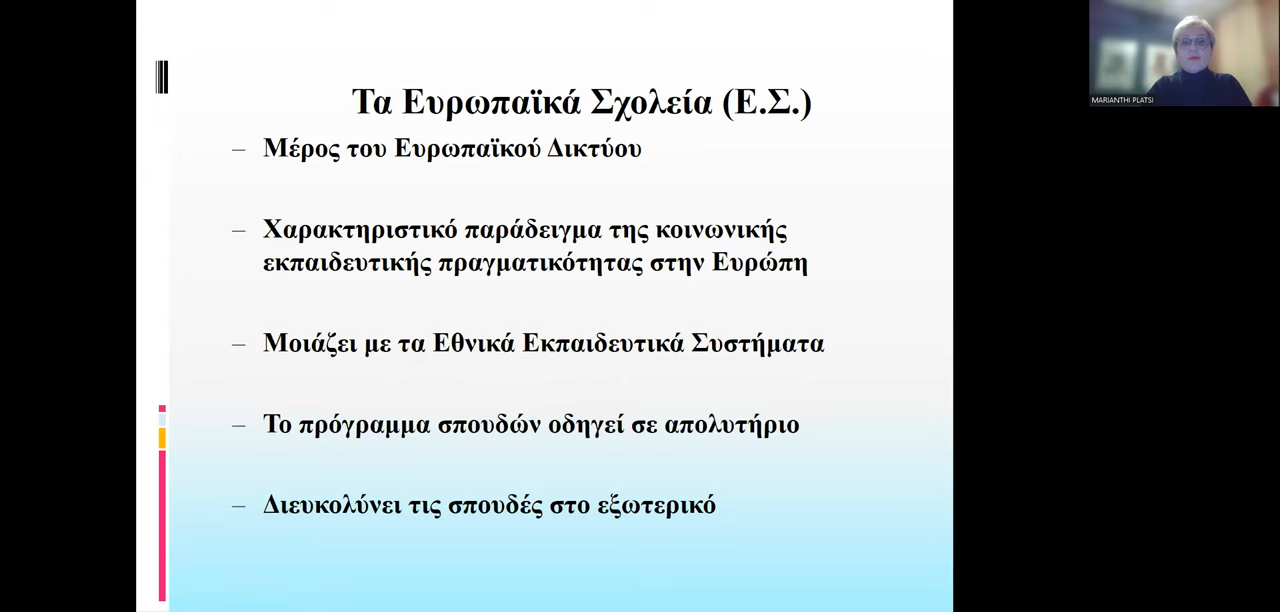 Τα Ευρωπαϊκά Σχολεία (Ε.Σ.)
– Μέρος του Ευρωπαϊκού Δικτύου
– Χαρακτηριστικό παράδειγμα της κοινωνικής
εκπαιδευτικής πραγματικότητας στην Ευρώπη
– Μοιάζει με τα Εθνικά Εκπαιδευτικά Συστήματα
– Το πρόγραμμα σπουδών οδηγεί σε απολυτήριο
– Διευκολύνει τις σπουδές στο εξωτερικό
MARIANTHI PLATSI